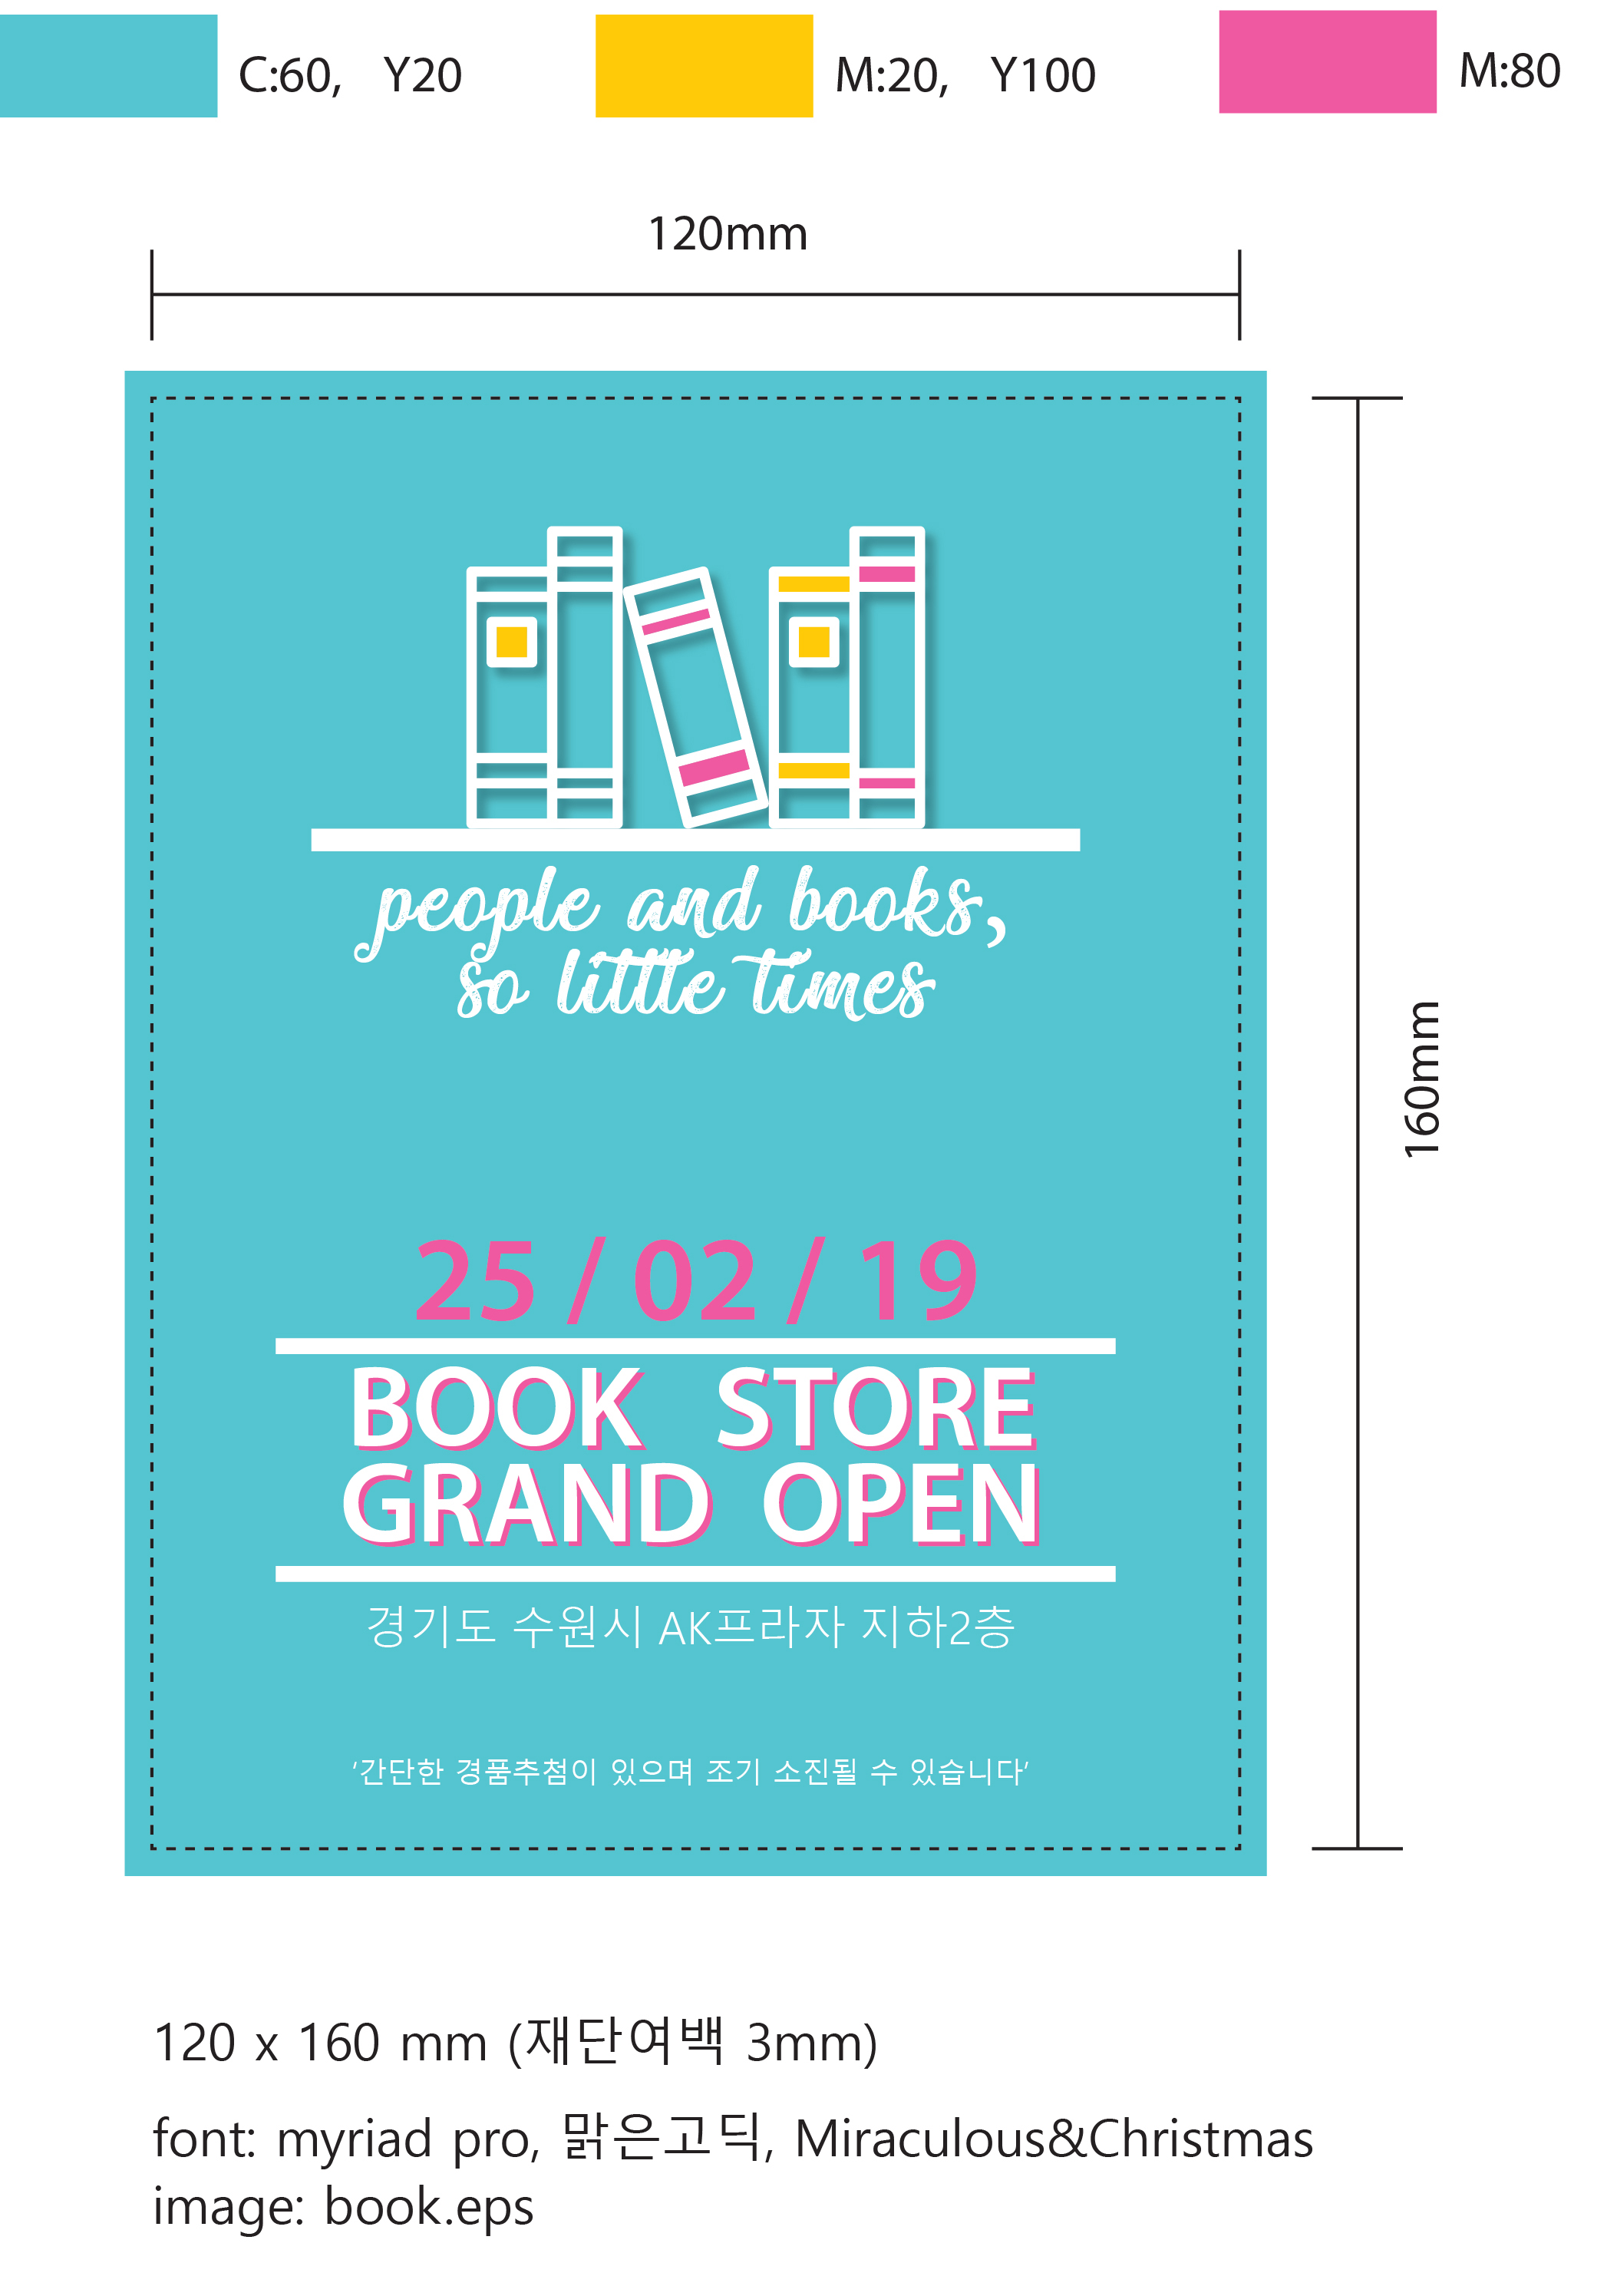 C:60, Y20
M:20, Y100
M:80
120mm
160mm
people and books,
so little times
25 / 02 / 19
BOOK STORE
GRAND OPEN
경기도 수원시 AK프라자 지하2층
'간단한 경품추첨이 있으며 조기 소진될 수 있습니다'
120 x 160 mm (재단여백 3mm)
font: myriad pro, 맑은고딕, Miraculous&Christmas
image: book.eps